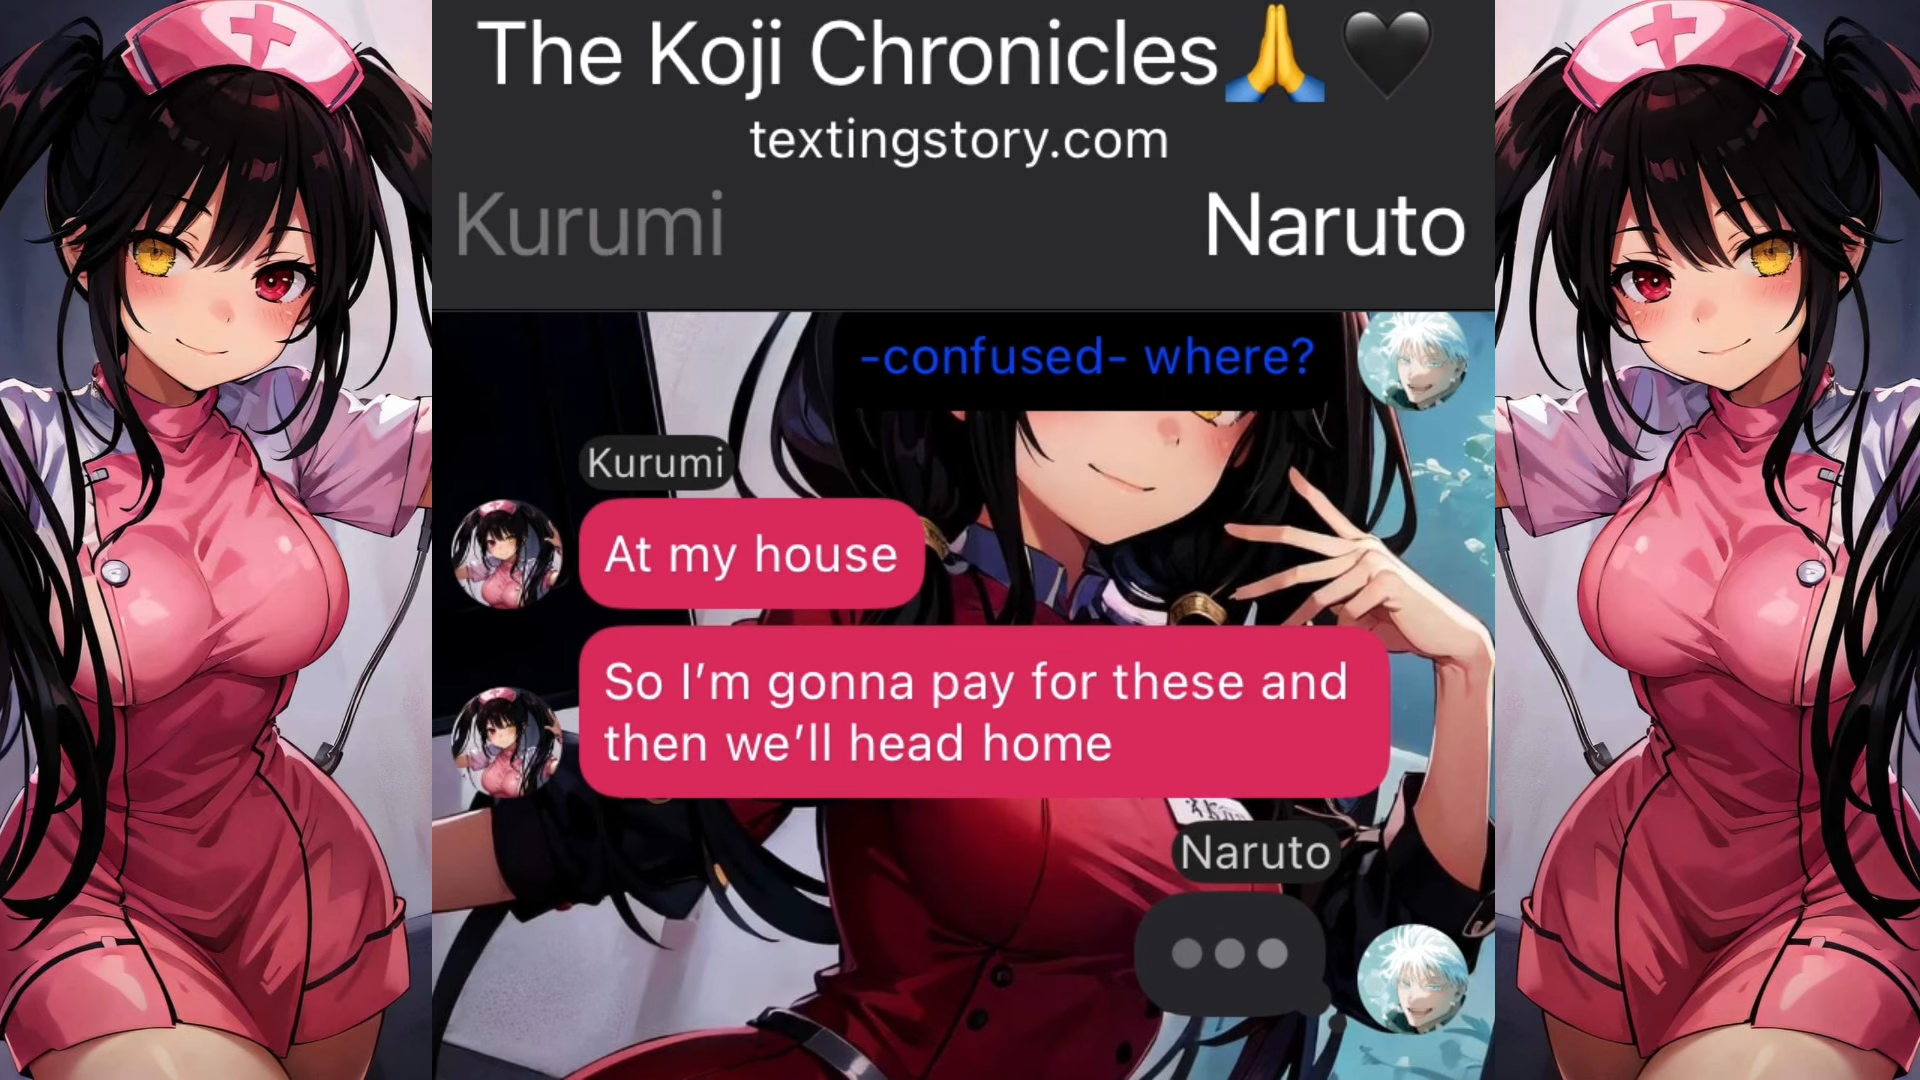 The Koji Chronicles🙏🖤
textingstory.com
Kurumi
Naruto
-confused- where?
Kurumi
At my house
So I’m gonna pay for these and
then we’ll head home
Naruto